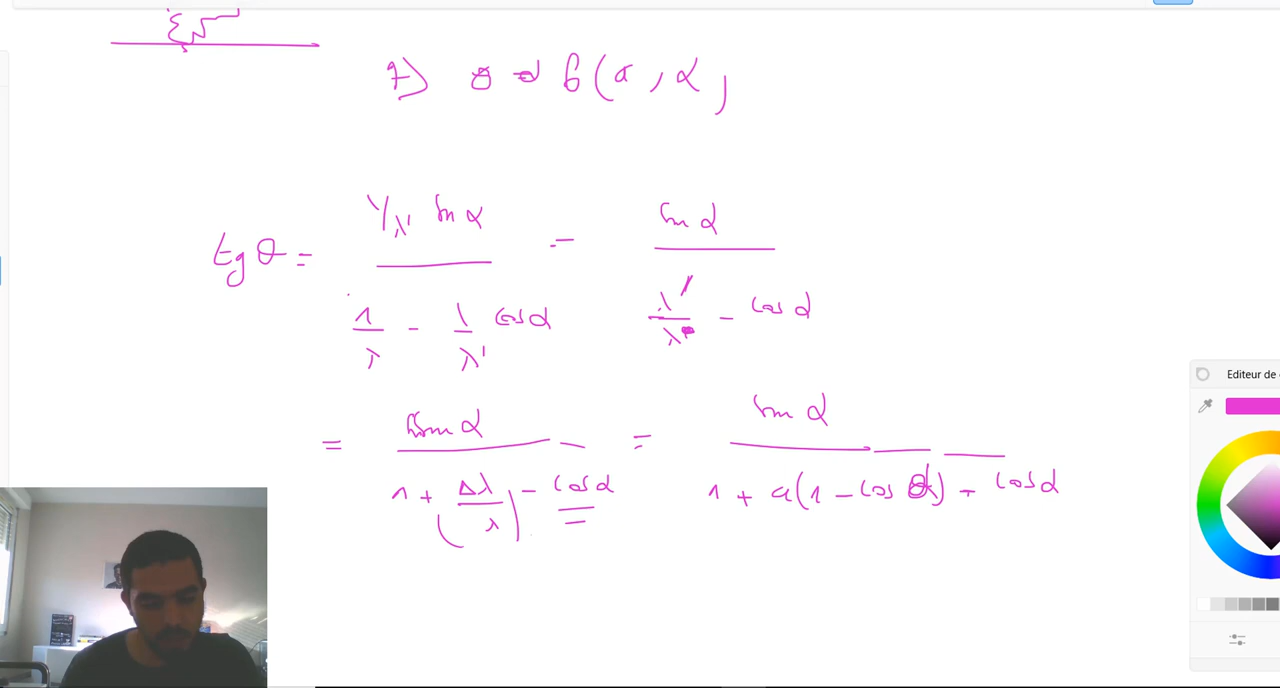 7) θ → f(a, α,
tg θ = 1/λ' sin α / (1/λ - 1/λ' cos α) = sin α / (λ'/λ - cos α)
= sin α / (1 + (Δλ/λ) - cos α) = sin α / (1 + a(1 - cos α) - cos α)
Editeur de